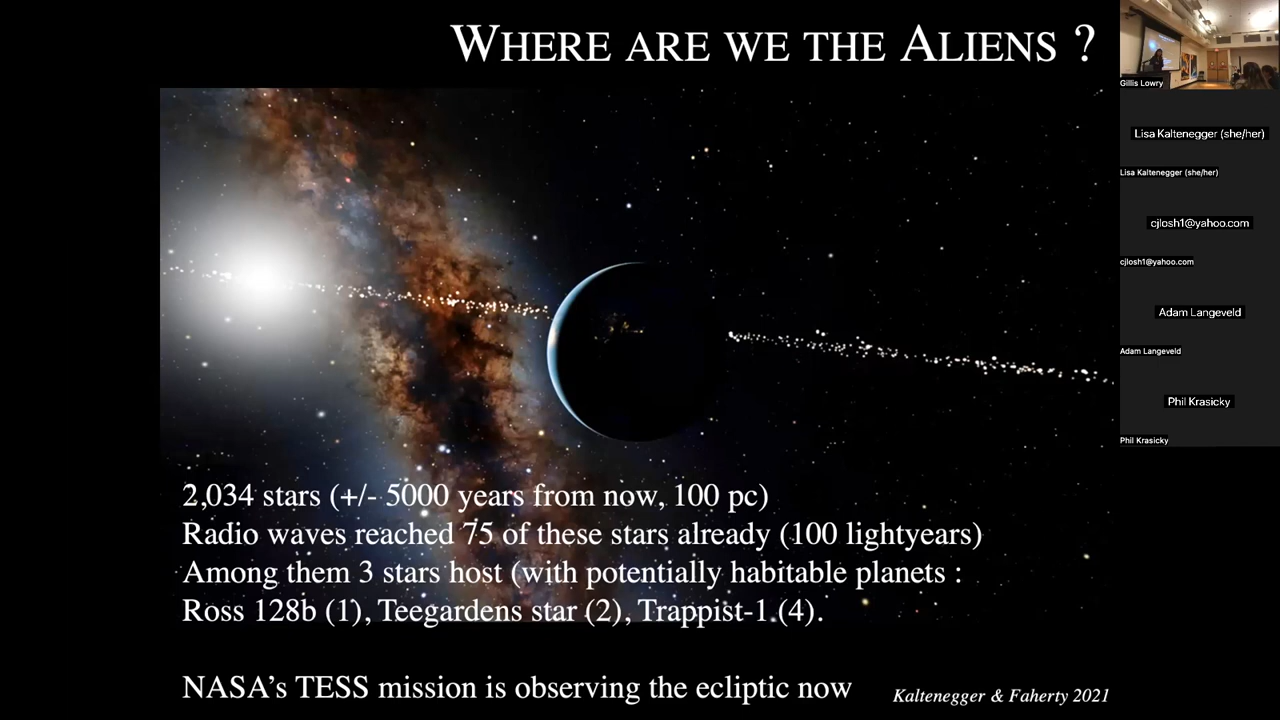 WHERE ARE WE THE ALIENS ?
2,034 stars (+/- 5000 years from now, 100 pc)
Radio waves reached 75 of these stars already (100 lightyears)
Among them 3 stars host (with potentially habitable planets :
Ross 128b (1), Teegardens star (2), Trappist-1 (4).
NASA's TESS mission is observing the ecliptic now
Kaltenegger & Faherty 2021
Gillis Lowry
Lisa Kaltenegger (she/her)
Lisa Kaltenegger (she/her)
cjlosh1@yahoo.com
cjlosh1@yahoo.com
Adam Langeveld
Adam Langeveld
Phil Krasicky
Phil Krasicky